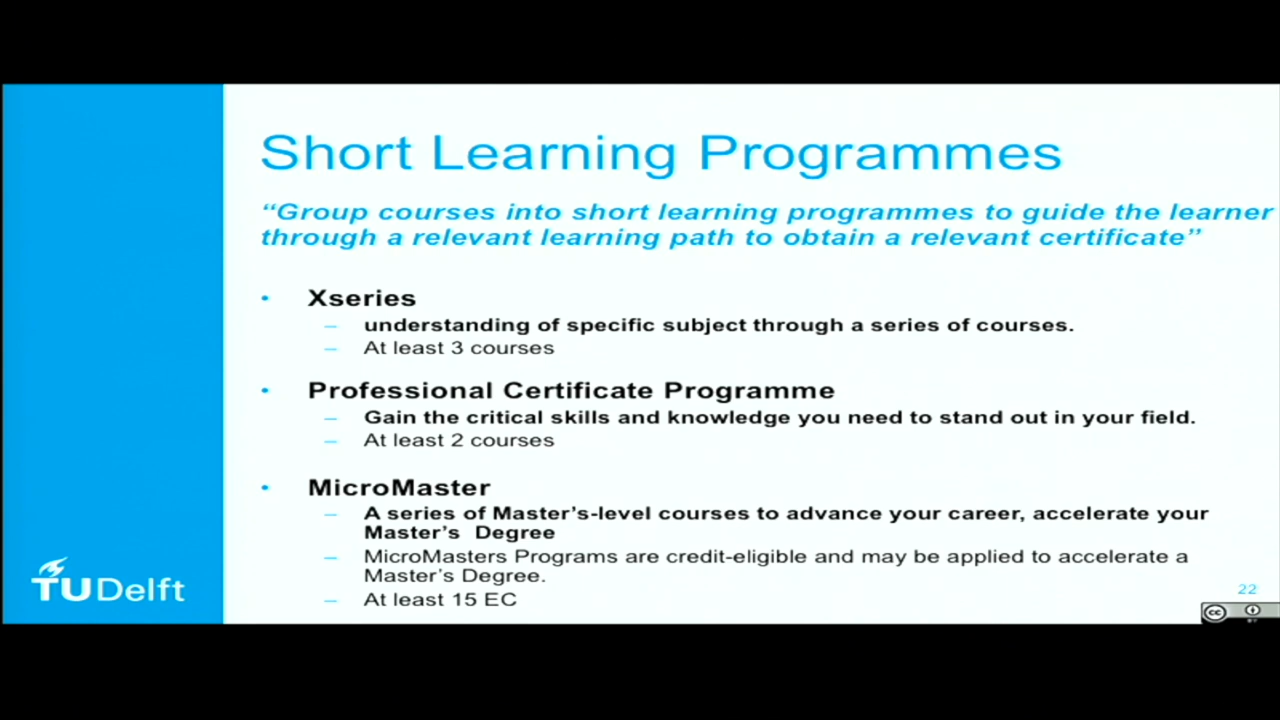 Short Learning Programmes
“Group courses into short learning programmes to guide the learner
through a relevant learning path to obtain a relevant certificate”
• Xseries
– understanding of specific subject through a series of courses.
– At least 3 courses
• Professional Certificate Programme
– Gain the critical skills and knowledge you need to stand out in your field.
– At least 2 courses
• MicroMaster
– A series of Master’s-level courses to advance your career, accelerate your
Master’s Degree
– MicroMasters Programs are credit-eligible and may be applied to accelerate a
Master’s Degree.
– At least 15 EC
TUDelft
22
cc